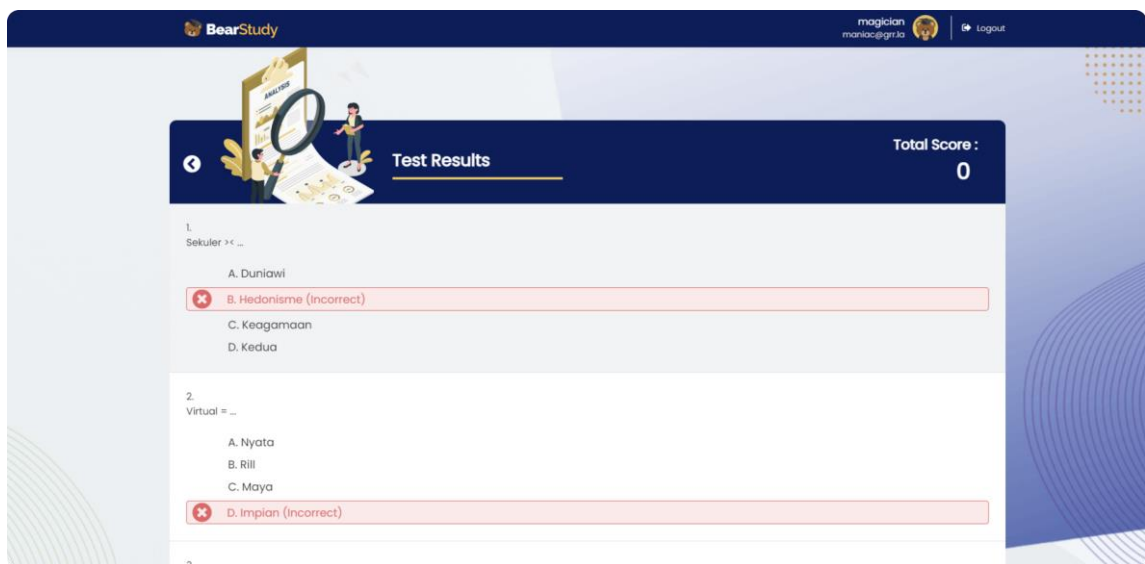 BearStudy
magician
maniac@grr.la
Logout
ANALYSIS
Test Results
Total Score :
0
1.
Sekuler >< ...
A. Duniawi
B. Hedonisme (Incorrect)
C. Keagamaan
D. Kedua
2.
Virtual = ...
A. Nyata
B. Rill
C. Maya
D. Impian (Incorrect)